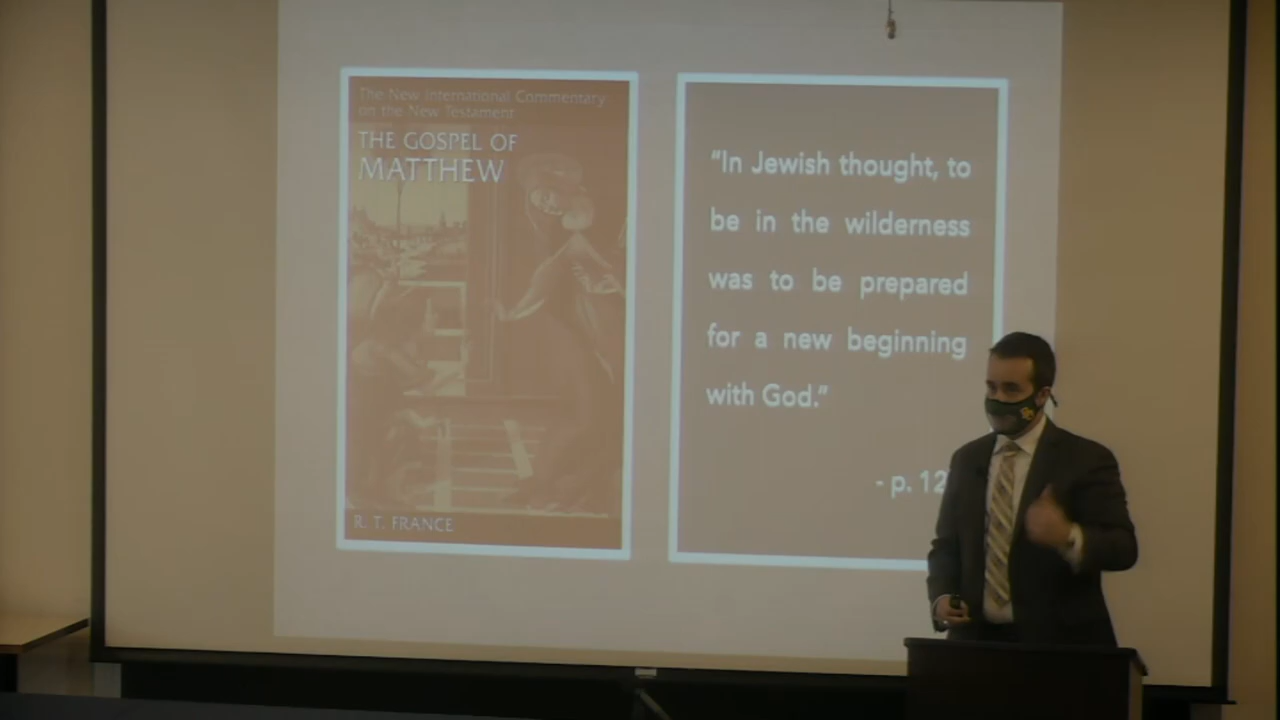 The New International Commentary
on the New Testament
THE GOSPEL OF
MATTHEW
R. T. FRANCE
“In Jewish thought, to
be in the wilderness
was to be prepared
for a new beginning
with God.”
- p. 12